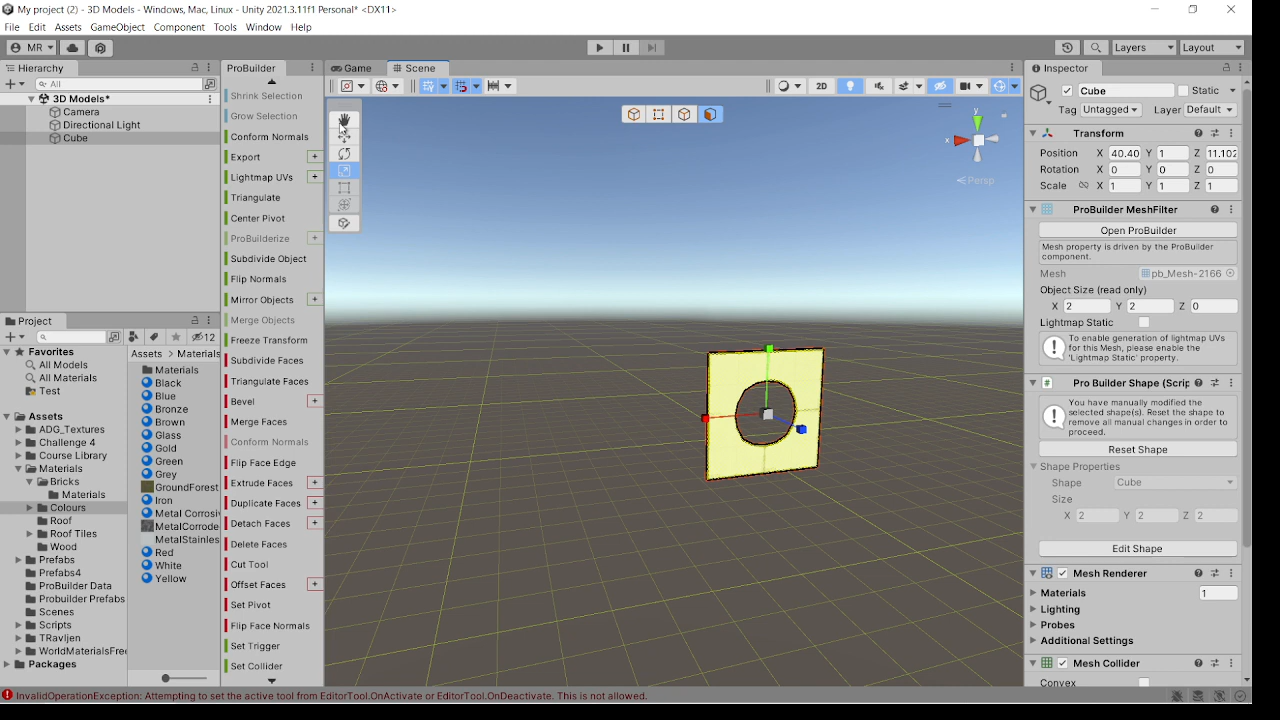 My project (2) - 3D Models - Windows, Mac, Linux - Unity 2021.3.11f1 Personal* <DX11>
File Edit Assets GameObject Component Tools Window Help
MR
Layers Layout
Hierarchy
All
3D Models*
Camera
Directional Light
Cube
Project
12
Favorites
All Models
All Materials
Test
Assets
ADG_Textures
Challenge 4
Course Library
Materials
Bricks
Materials
Colours
Roof
Roof Tiles
Wood
Prefabs
Prefabs4
ProBuilder Data
ProBuilder Prefabs
Scenes
Scripts
TRavljen
WorldMaterialsFree
Packages
Assets > Materials
Materials
Black
Blue
Bronze
Brown
Glass
Gold
Green
Grey
GroundForest
Iron
Metal Corrosi
MetalCorrode
MetalStainles
Red
White
Yellow
ProBuilder
Shrink Selection
Grow Selection
Conform Normals
Export +
Lightmap UVs +
Triangulate
Center Pivot
ProBuilderize +
Subdivide Object
Flip Normals
Mirror Objects +
Merge Objects
Freeze Transform
Subdivide Faces
Triangulate Faces
Bevel +
Merge Faces
Conform Normals
Flip Face Edge
Extrude Faces +
Duplicate Faces +
Detach Faces +
Delete Faces
Cut Tool
Offset Faces +
Set Pivot
Flip Face Normals
Set Trigger
Set Collider
Game Scene
2D
y
x
Persp
Inspector
Cube Static
Tag Untagged Layer Default
Transform
Position X 40.40 Y 1 Z 11.102
Rotation X 0 Y 0 Z 0
Scale X 1 Y 1 Z 1
ProBuilder MeshFilter
Open ProBuilder
Mesh property is driven by the ProBuilder
component.
Mesh pb_Mesh-2166
Object Size (read only)
X 2 Y 2 Z 0
Lightmap Static
To enable generation of lightmap UVs
for this Mesh, please enable the
'Lightmap Static' property.
Pro Builder Shape (Scrip
You have manually modified the
selected shape(s). Reset the shape to
remove all manual changes in order to
proceed.
Reset Shape
Shape Properties
Shape Cube
Size
X 2 Y 2 Z 2
Edit Shape
Mesh Renderer
Materials 1
Lighting
Probes
Additional Settings
Mesh Collider
Convex
InvalidOperationException: Attempting to set the active tool from EditorTool.OnActivate or EditorTool.OnDeactivate. This is not allowed.